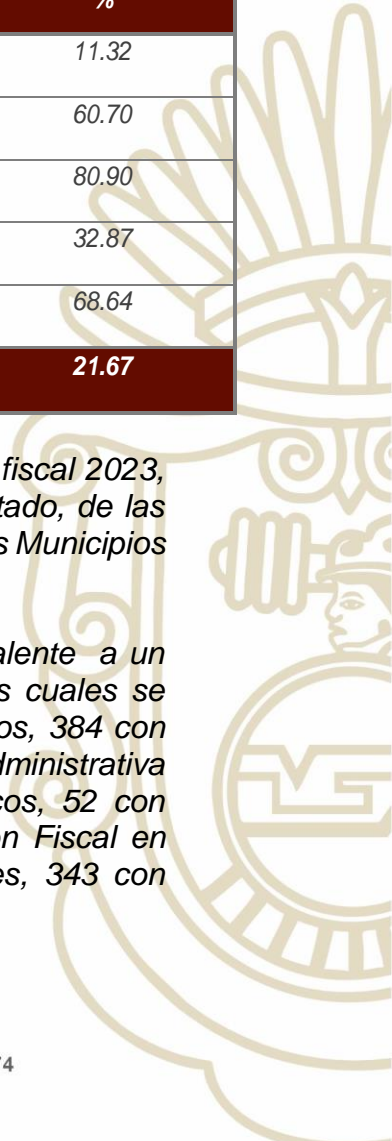 %
11.32
60.70
80.90
32.87
68.64
21.67
fiscal 2023,
tado, de las
s Municipios
alente a un
s cuales se
os, 384 con
dministrativa
cos, 52 con
n Fiscal en
es, 343 con
74